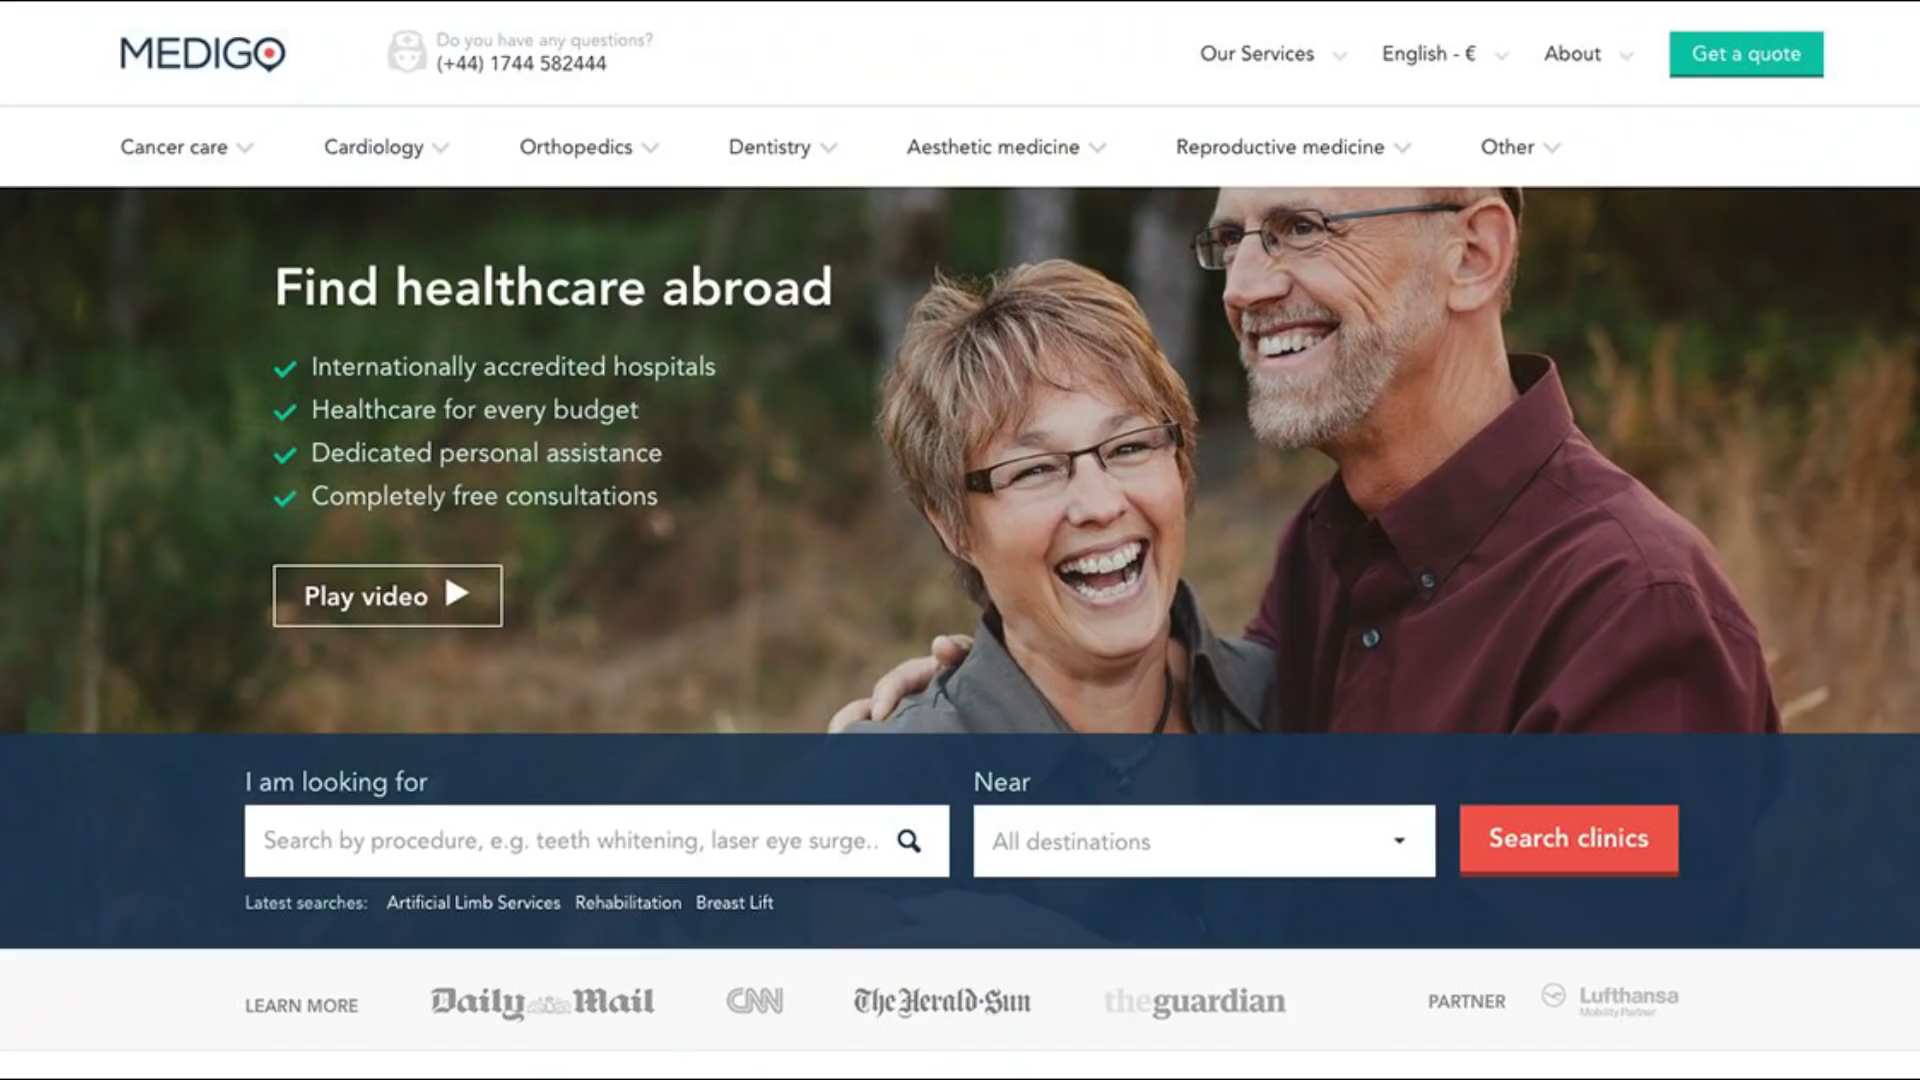 MEDIGO
Do you have any questions?
(+44) 1744 582444
Our Services
English - €
About
Get a quote
Cancer care
Cardiology
Orthopedics
Dentistry
Aesthetic medicine
Reproductive medicine
Other
Find healthcare abroad
Internationally accredited hospitals
Healthcare for every budget
Dedicated personal assistance
Completely free consultations
Play video
I am looking for
Near
Search by procedure, e.g. teeth whitening, laser eye surge..
All destinations
Search clinics
Latest searches: Artificial Limb Services Rehabilitation Breast Lift
LEARN MORE
Daily Mail
CNN
The Herald·Sun
theguardian
PARTNER
Lufthansa
Mobility Partner